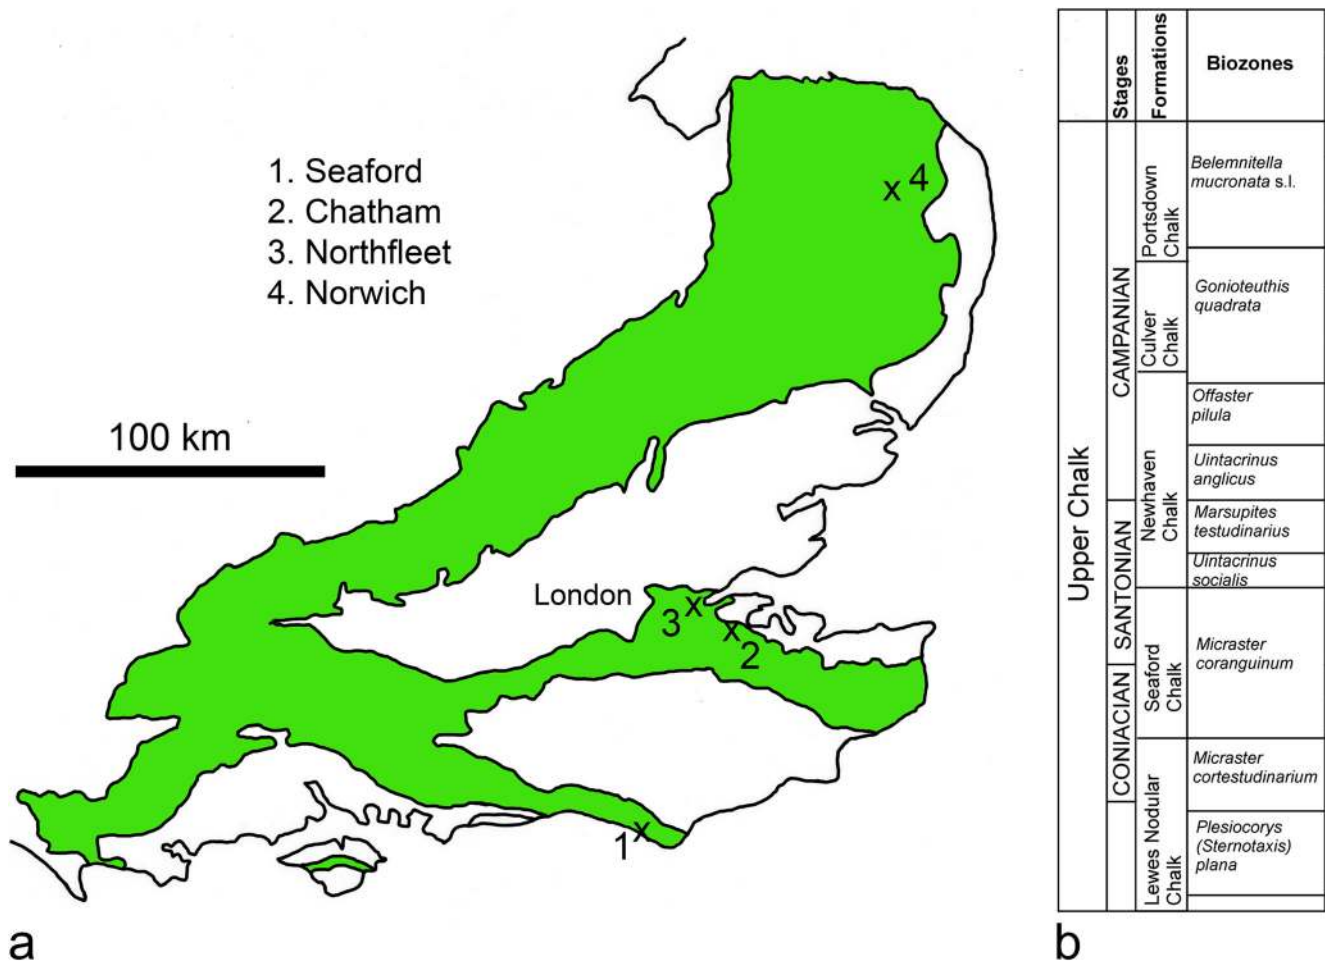 1. Seaford
2. Chatham
3. Northfleet
4. Norwich
100 km
London
4
3
2
1
x
x
x
x
a
Stages
Formations
Biozones
Upper Chalk
CAMPANIAN
SANTONIAN
CONIACIAN
Portsdown
Chalk
Culver
Chalk
Newhaven
Chalk
Seaford
Chalk
Lewes Nodular
Chalk
Belemnitella
mucronata s.l.
Gonioteuthis
quadrata
Offaster
pilula
Uintacrinus
anglicus
Marsupites
testudinarius
Uintacrinus
socialis
Micraster
coranguinum
Micraster
cortestudinarium
Plesiocorys
(Sternotaxis)
plana
b